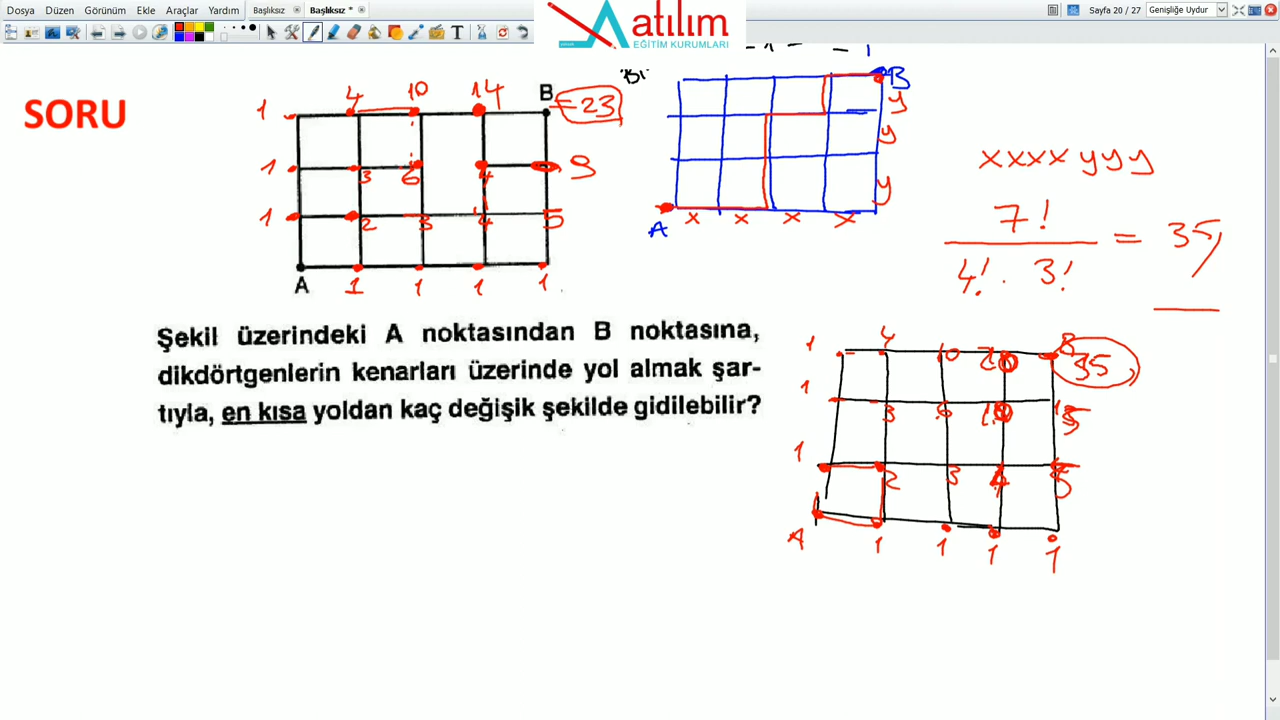 Dosya Düzen Görünüm Ekle Araçlar Yardım
Başlıksız
Başlıksız *
Sayfa 20 / 27
Genişliğe Uydur
atılım
EĞİTİM KURUMLARI
SORU
1 4 10 14 B = 23
1 3 6 4 9
1 2 3 4 5
A 1 1 1 1
B
y
y
y
A x x x x
xxxx yyy
7!
4! . 3!
= 35
Şekil üzerindeki A noktasından B noktasına,
dikdörtgenlerin kenarları üzerinde yol almak şar-
tıyla, en kısa yoldan kaç değişik şekilde gidilebilir?
1 4 10 20 B 35
1 3 6 10 15
1 2 3 4 5
A 1 1 1 1